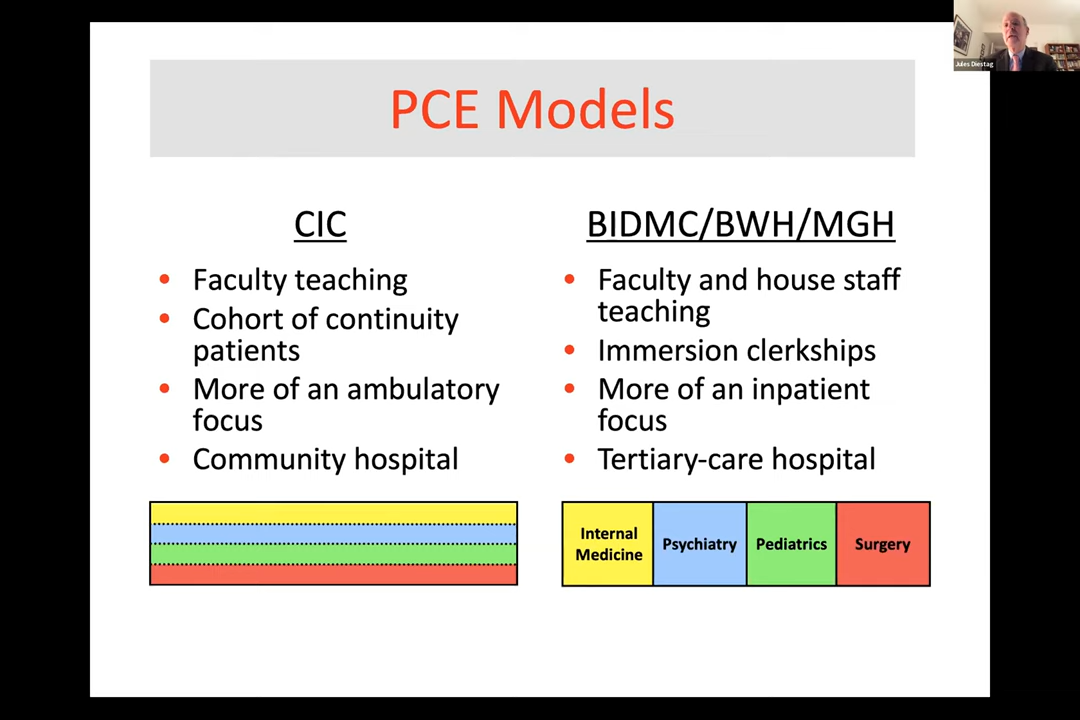 Jules Diestag
PCE Models
CIC
• Faculty teaching
• Cohort of continuity
patients
• More of an ambulatory
focus
• Community hospital
BIDMC/BWH/MGH
• Faculty and house staff
teaching
• Immersion clerkships
• More of an inpatient
focus
• Tertiary-care hospital
Internal
Medicine
Psychiatry
Pediatrics
Surgery